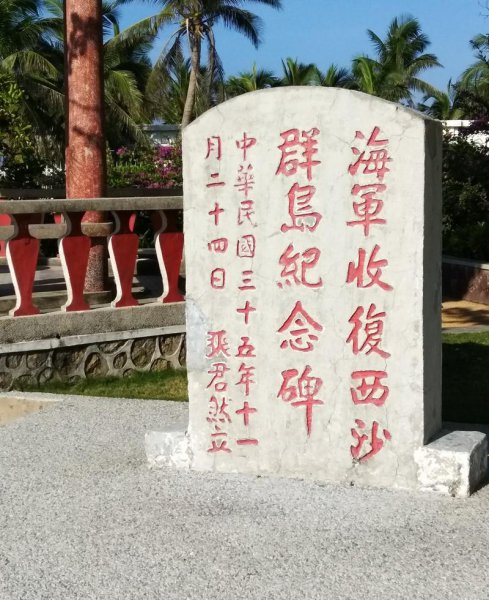 海軍收復西沙
群島紀念碑
中華民國三十五年十一
月二十四日 張君然立